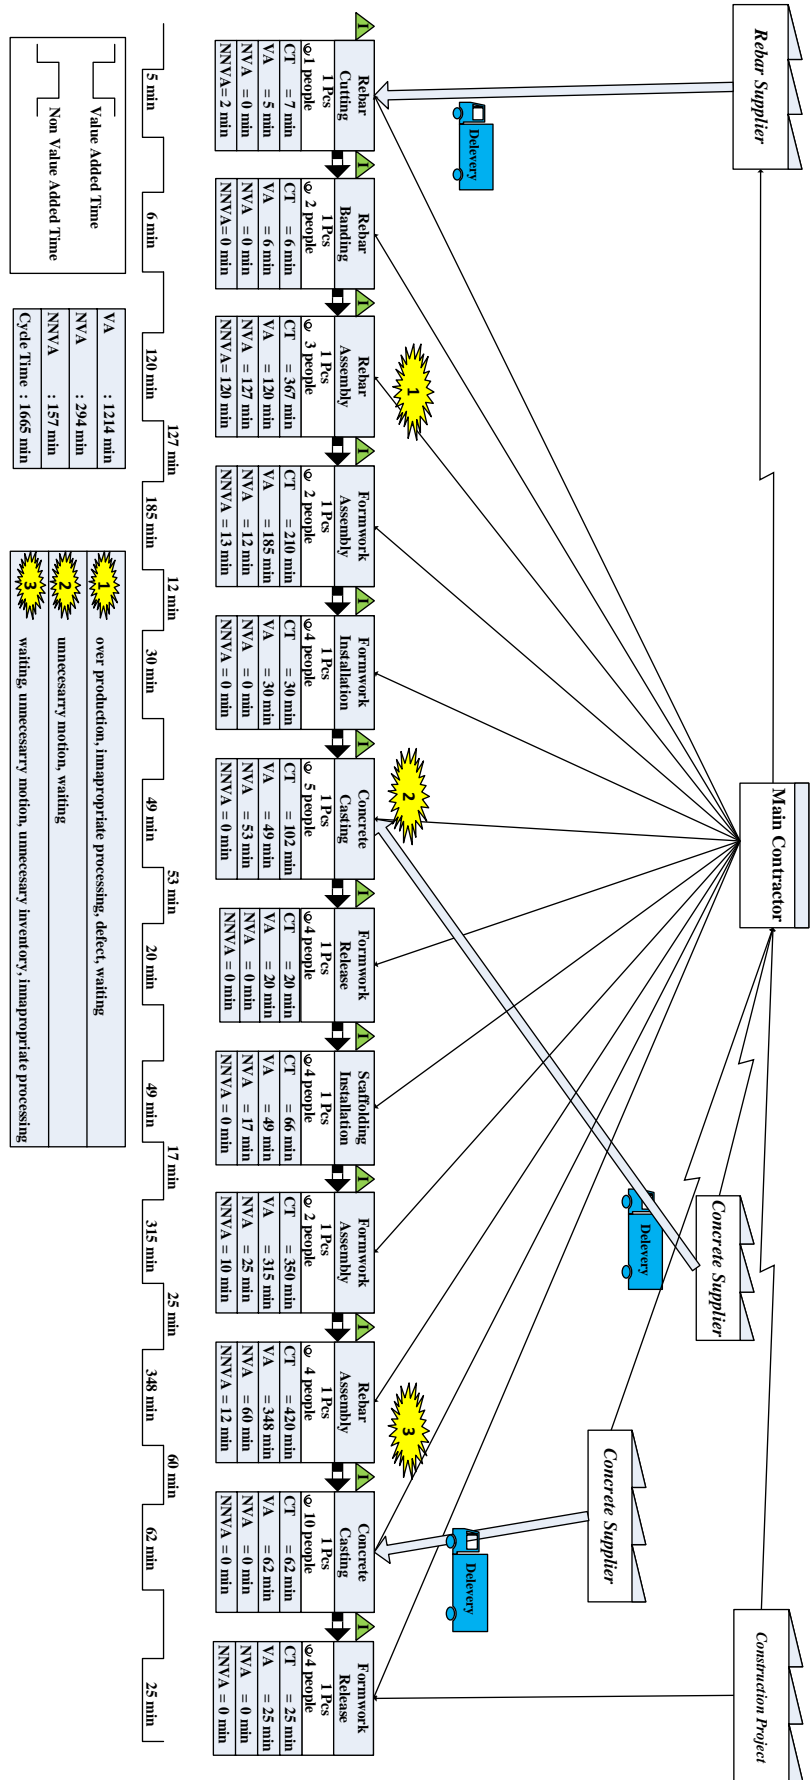 Rebar Supplier
Main Contractor
Construction Project
Concrete Supplier
Concrete Supplier
Delevery
Delevery
Delevery
1
2
3
I
Rebar
Cutting
1 Pcs
1 people
CT = 7 min
VA = 5 min
NVA = 0 min
NNVA= 2 min
I
Rebar
Banding
1 Pcs
2 people
CT = 6 min
VA = 6 min
NVA = 0 min
NNVA= 0 min
I
Rebar
Assembly
1 Pcs
3 people
CT = 367 min
VA = 120 min
NVA = 127 min
NNVA= 120 min
I
Formwork
Assembly
1 Pcs
2 people
CT = 210 min
VA = 185 min
NVA = 12 min
NNVA = 13 min
I
Formwork
Installation
1 Pcs
4 people
CT = 30 min
VA = 30 min
NVA = 0 min
NNVA = 0 min
I
Concrete
Casting
1 Pcs
5 people
CT = 102 min
VA = 49 min
NVA = 53 min
NNVA = 0 min
I
Formwork
Release
1 Pcs
4 people
CT = 20 min
VA = 20 min
NVA = 0 min
NNVA = 0 min
I
Scaffolding
Installation
1 Pcs
4 people
CT = 66 min
VA = 49 min
NVA = 17 min
NNVA = 0 min
I
Formwork
Assembly
1 Pcs
2 people
CT = 350 min
VA = 315 min
NVA = 25 min
NNVA = 10 min
I
Rebar
Assembly
1 Pcs
4 people
CT = 420 min
VA = 348 min
NVA = 60 min
NNVA = 12 min
I
Concrete
Casting
1 Pcs
10 people
CT = 62 min
VA = 62 min
NVA = 0 min
NNVA = 0 min
I
Formwork
Release
1 Pcs
4 people
CT = 25 min
VA = 25 min
NVA = 0 min
NNVA = 0 min
127 min
12 min
53 min
17 min
25 min
60 min
5 min
6 min
120 min
185 min
30 min
49 min
20 min
49 min
315 min
348 min
62 min
25 min
Value Added Time
Non Value Added Time
VA : 1214 min
NVA : 294 min
NNVA : 157 min
Cycle Time : 1665 min
1 over production, innapropriate processing, defect, waiting
2 unnecesarry motion, waiting
3 waiting, unnecesarry motion, unnecesary inventory, innapropriate processing